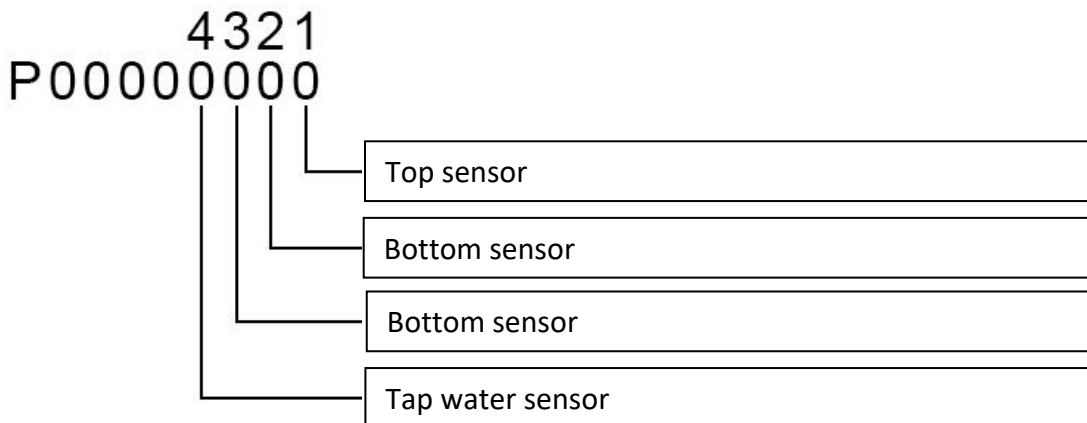 4321
P00000000
Top sensor
Bottom sensor
Bottom sensor
Tap water sensor